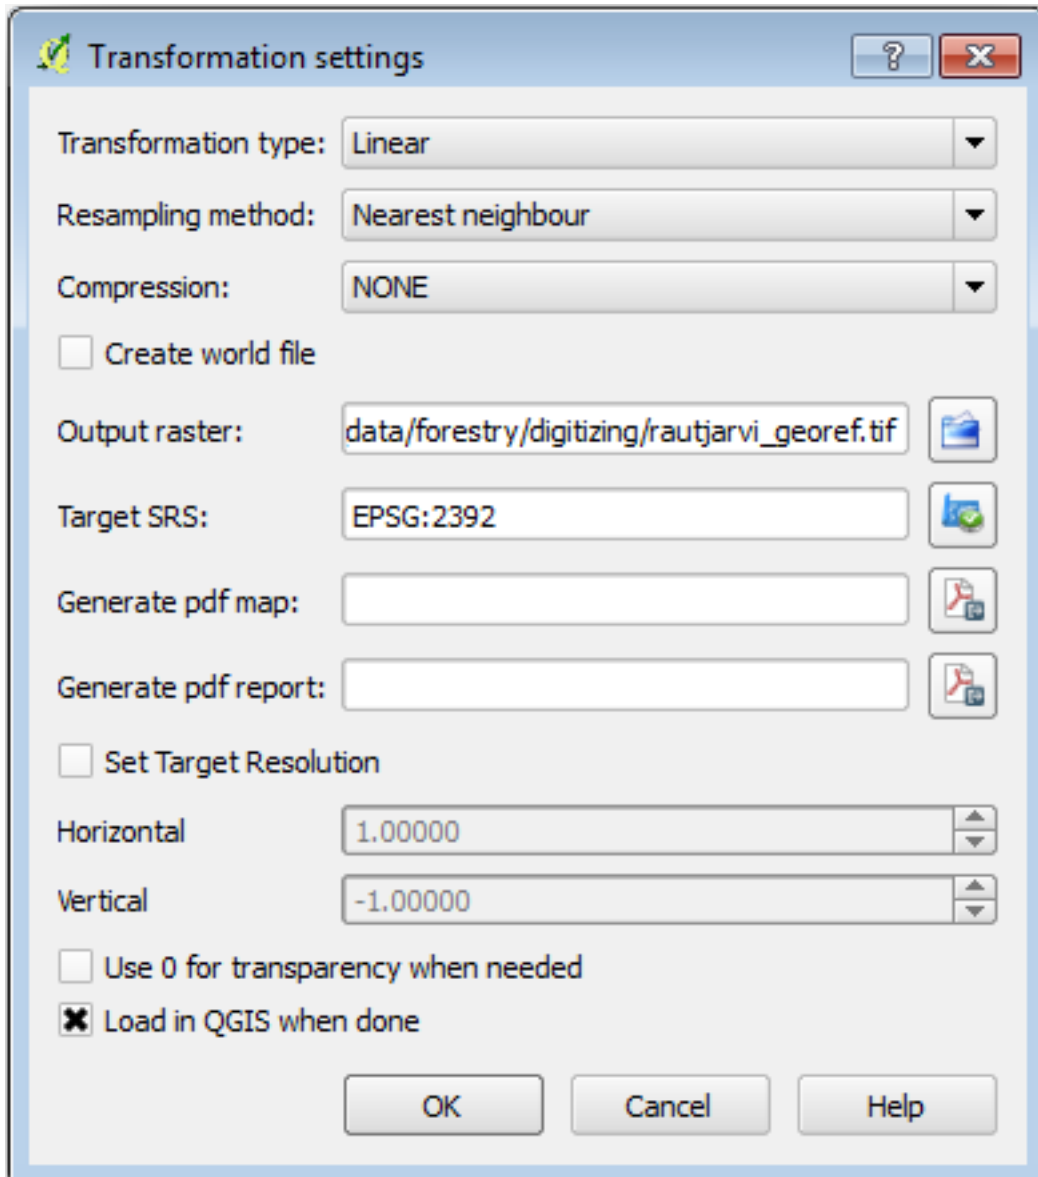 Transformation settings
Transformation type: Linear
Resampling method: Nearest neighbour
Compression: NONE
Create world file
Output raster: data/forestry/digitizing/rautjarvi_georef.tif
Target SRS: EPSG:2392
Generate pdf map:
Generate pdf report:
Set Target Resolution
Horizontal 1.00000
Vertical -1.00000
Use 0 for transparency when needed
Load in QGIS when done
OK Cancel Help